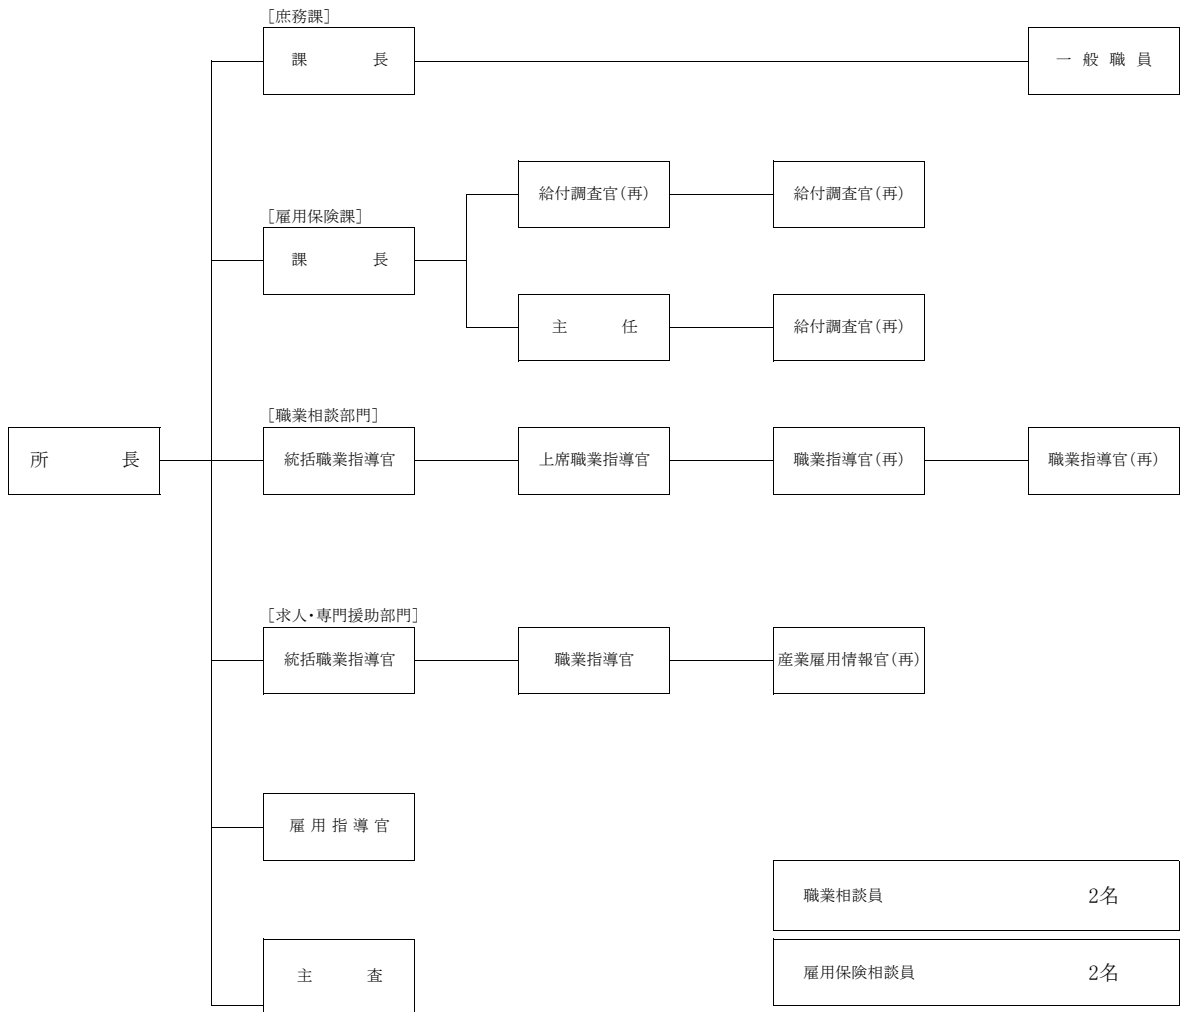 ［庶務課］
課　長
一般職員
給付調査官（再）
給付調査官（再）
［雇用保険課］
課　長
主　任
給付調査官（再）
［職業相談部門］
所　長
統括職業指導官
上席職業指導官
職業指導官（再）
職業指導官（再）
［求人・専門援助部門］
統括職業指導官
職業指導官
産業雇用情報官（再）
雇用指導官
職業相談員　2名
主　査
雇用保険相談員　2名